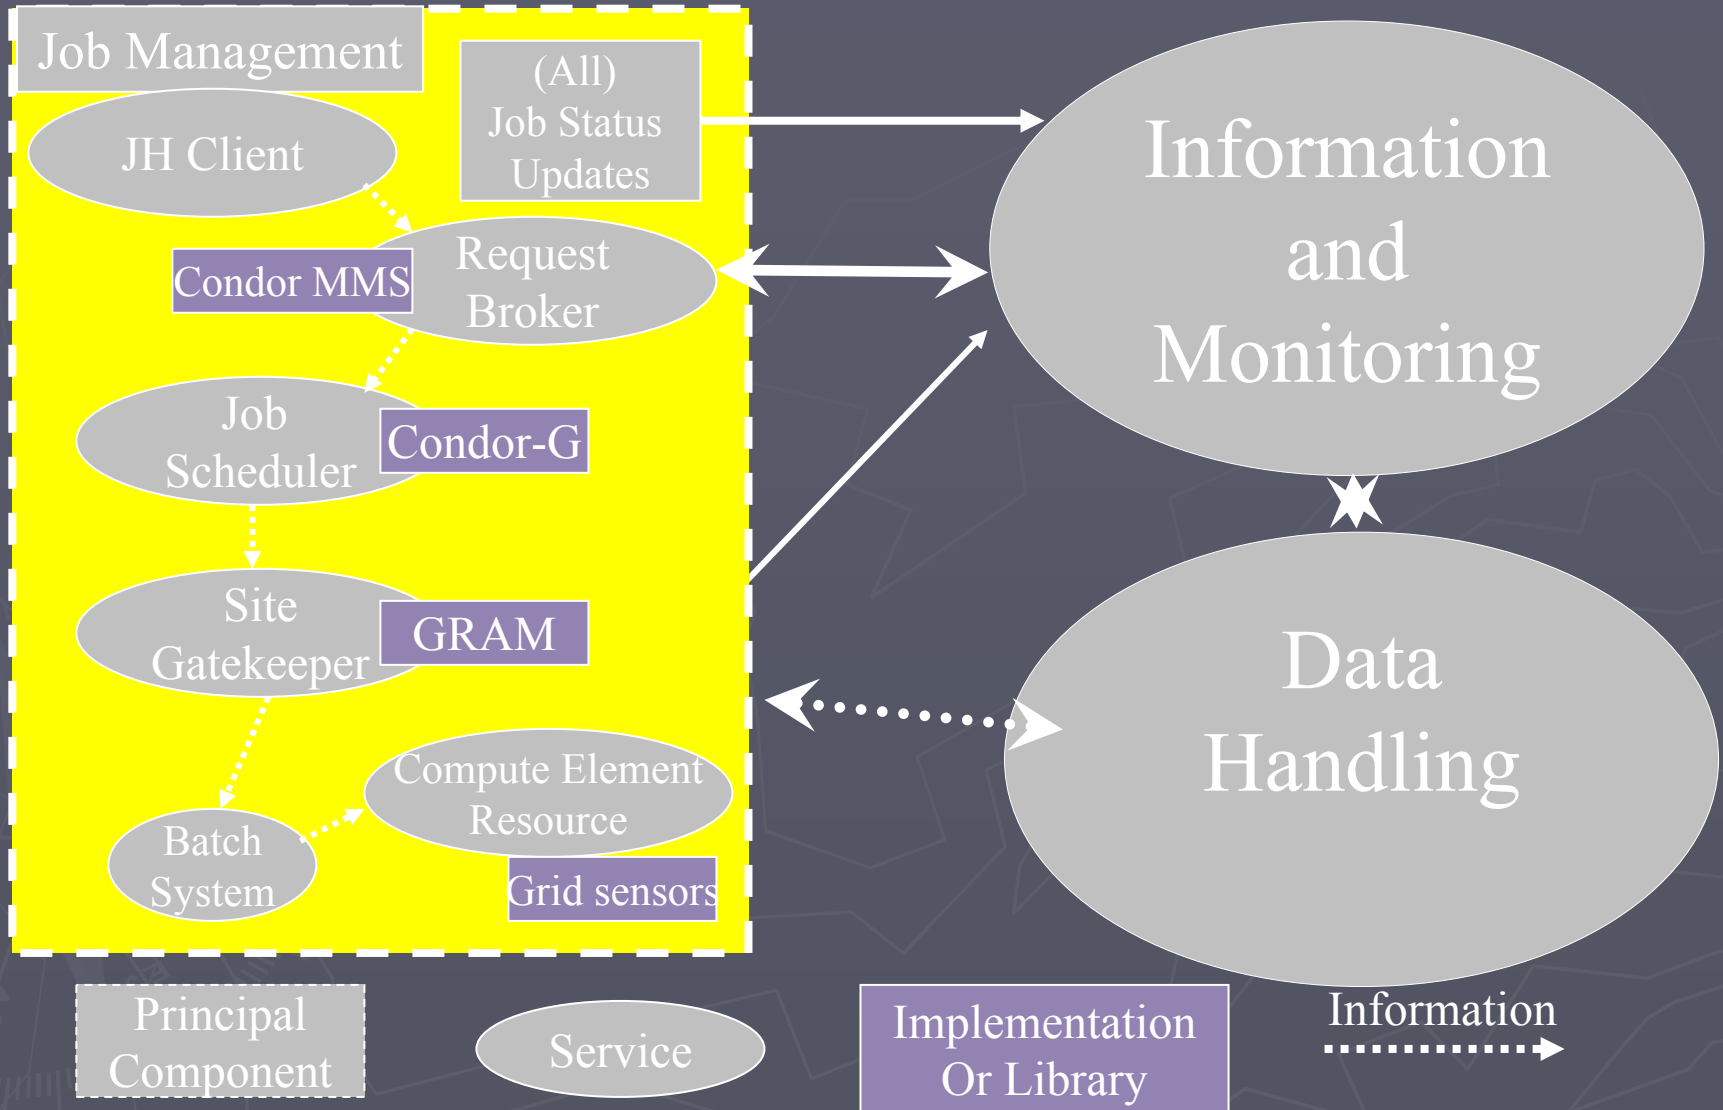 Job Management
(All)
Job Status
Updates
JH Client
Request
Broker
Condor MMS
Job
Scheduler
Condor-G
Site
Gatekeeper
GRAM
Compute Element
Resource
Batch
System
Grid sensors
Information
and
Monitoring
Data
Handling
Principal
Component
Service
Implementation
Or Library
Information